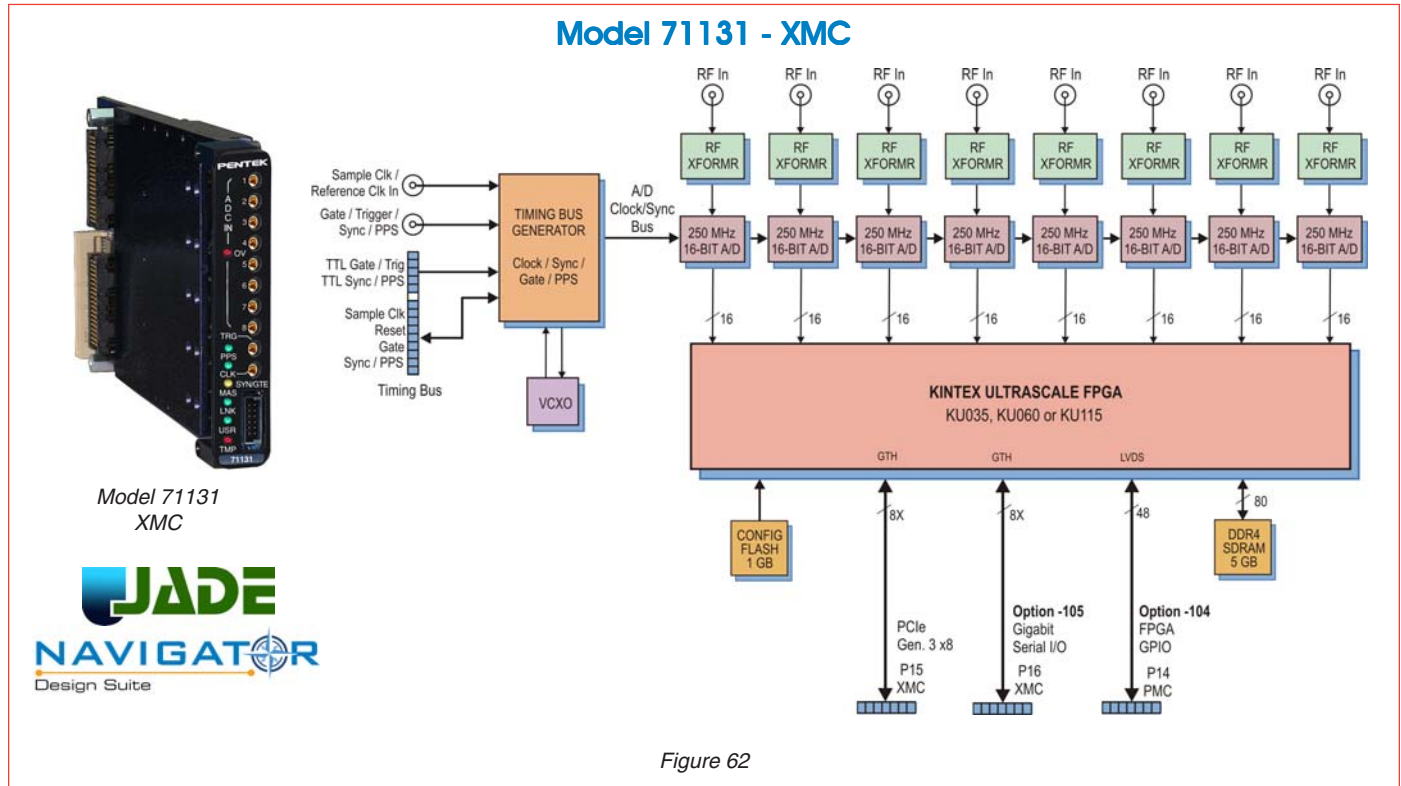 Model 71131 - XMC
PENTEK
ADC IN
1
2
3
4
OV
5
6
7
8
TRG
PPS
CLK
SYN/GTE
MAS
LNK
USR
TMP
71131
Model 71131
XMC
JADE
NAVIGATOR
Design Suite
Sample Clk /
Reference Clk In
Gate / Trigger /
Sync / PPS
TTL Gate / Trig
TTL Sync / PPS
Sample Clk
Reset
Gate
Sync / PPS
Timing Bus
TIMING BUS
GENERATOR
Clock / Sync /
Gate / PPS
VCXO
A/D
Clock/Sync
Bus
RF In
RF In
RF In
RF In
RF In
RF In
RF In
RF In
RF
XFORMR
RF
XFORMR
RF
XFORMR
RF
XFORMR
RF
XFORMR
RF
XFORMR
RF
XFORMR
RF
XFORMR
250 MHz
16-BIT A/D
250 MHz
16-BIT A/D
250 MHz
16-BIT A/D
250 MHz
16-BIT A/D
250 MHz
16-BIT A/D
250 MHz
16-BIT A/D
250 MHz
16-BIT A/D
250 MHz
16-BIT A/D
16
16
16
16
16
16
16
16
KINTEX ULTRASCALE FPGA
KU035, KU060 or KU115
GTH
GTH
LVDS
CONFIG
FLASH
1 GB
8X
8X
48
80
DDR4
SDRAM
5 GB
PCIe
Gen. 3 x8
P15
XMC
Option -105
Gigabit
Serial I/O
P16
XMC
Option -104
FPGA
GPIO
P14
PMC
Figure 62